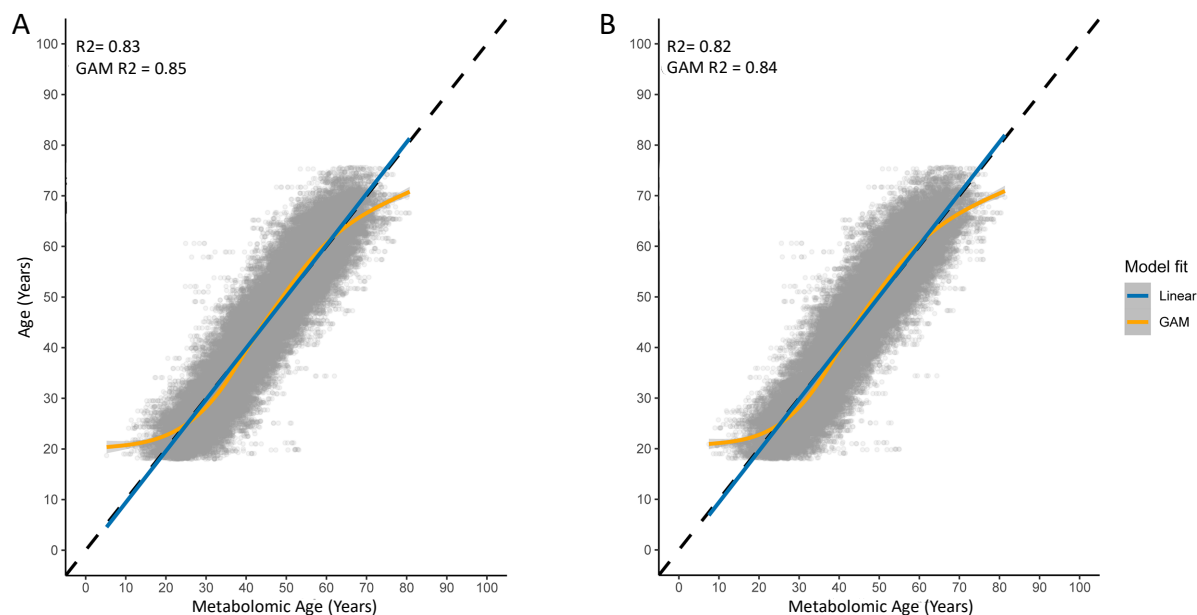 A
R2= 0.83
GAM R2 = 0.85
100
90
80
70
60
50
40
30
20
10
0
Age (Years)
0 10 20 30 40 50 60 70 80 90 100
Metabolomic Age (Years)
B
R2= 0.82
GAM R2 = 0.84
100
90
80
70
60
50
40
30
20
10
0
0 10 20 30 40 50 60 70 80 90 100
Metabolomic Age (Years)
Model fit
Linear
GAM